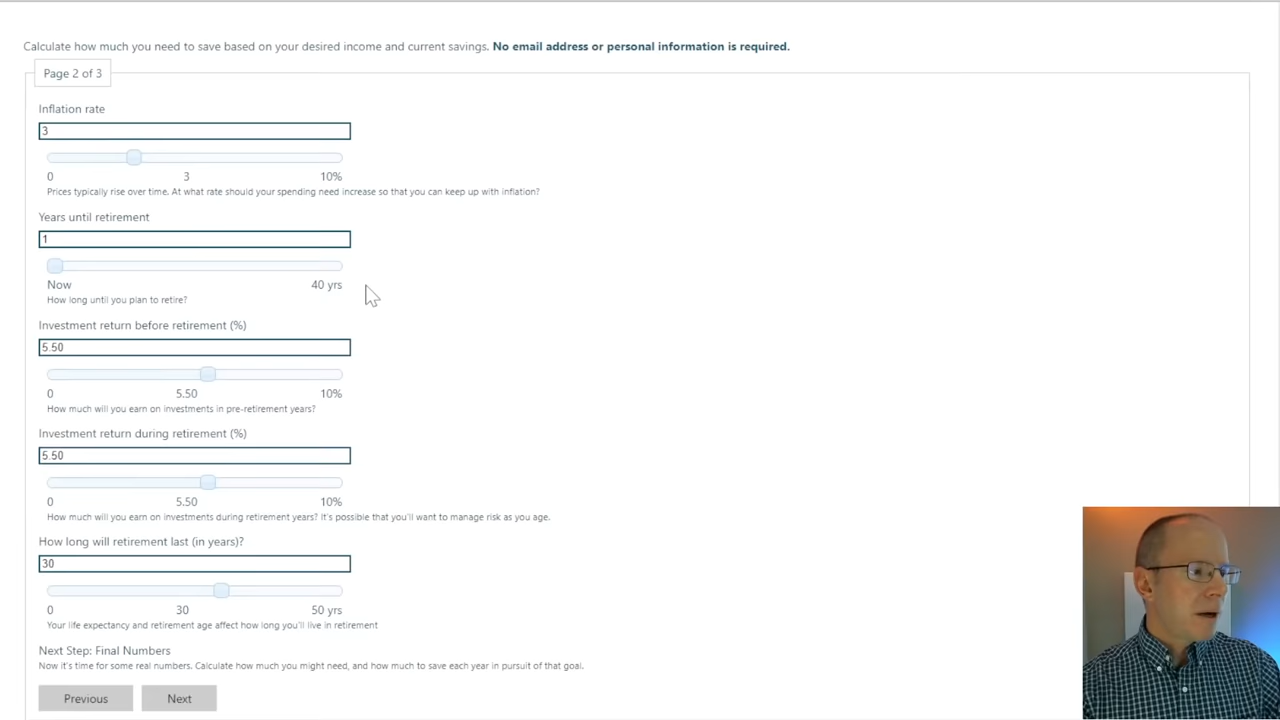 Calculate how much you need to save based on your desired income and current savings. No email address or personal information is required.
Page 2 of 3
Inflation rate
3
0 3 10%
Prices typically rise over time. At what rate should your spending need increase so that you can keep up with inflation?
Years until retirement
1
Now 40 yrs
How long until you plan to retire?
Investment return before retirement (%)
5.50
0 5.50 10%
How much will you earn on investments in pre-retirement years?
Investment return during retirement (%)
5.50
0 5.50 10%
How much will you earn on investments during retirement years? It's possible that you'll want to manage risk as you age.
How long will retirement last (in years)?
30
0 30 50 yrs
Your life expectancy and retirement age affect how long you'll live in retirement
Next Step: Final Numbers
Now it's time for some real numbers. Calculate how much you might need, and how much to save each year in pursuit of that goal.
Previous Next